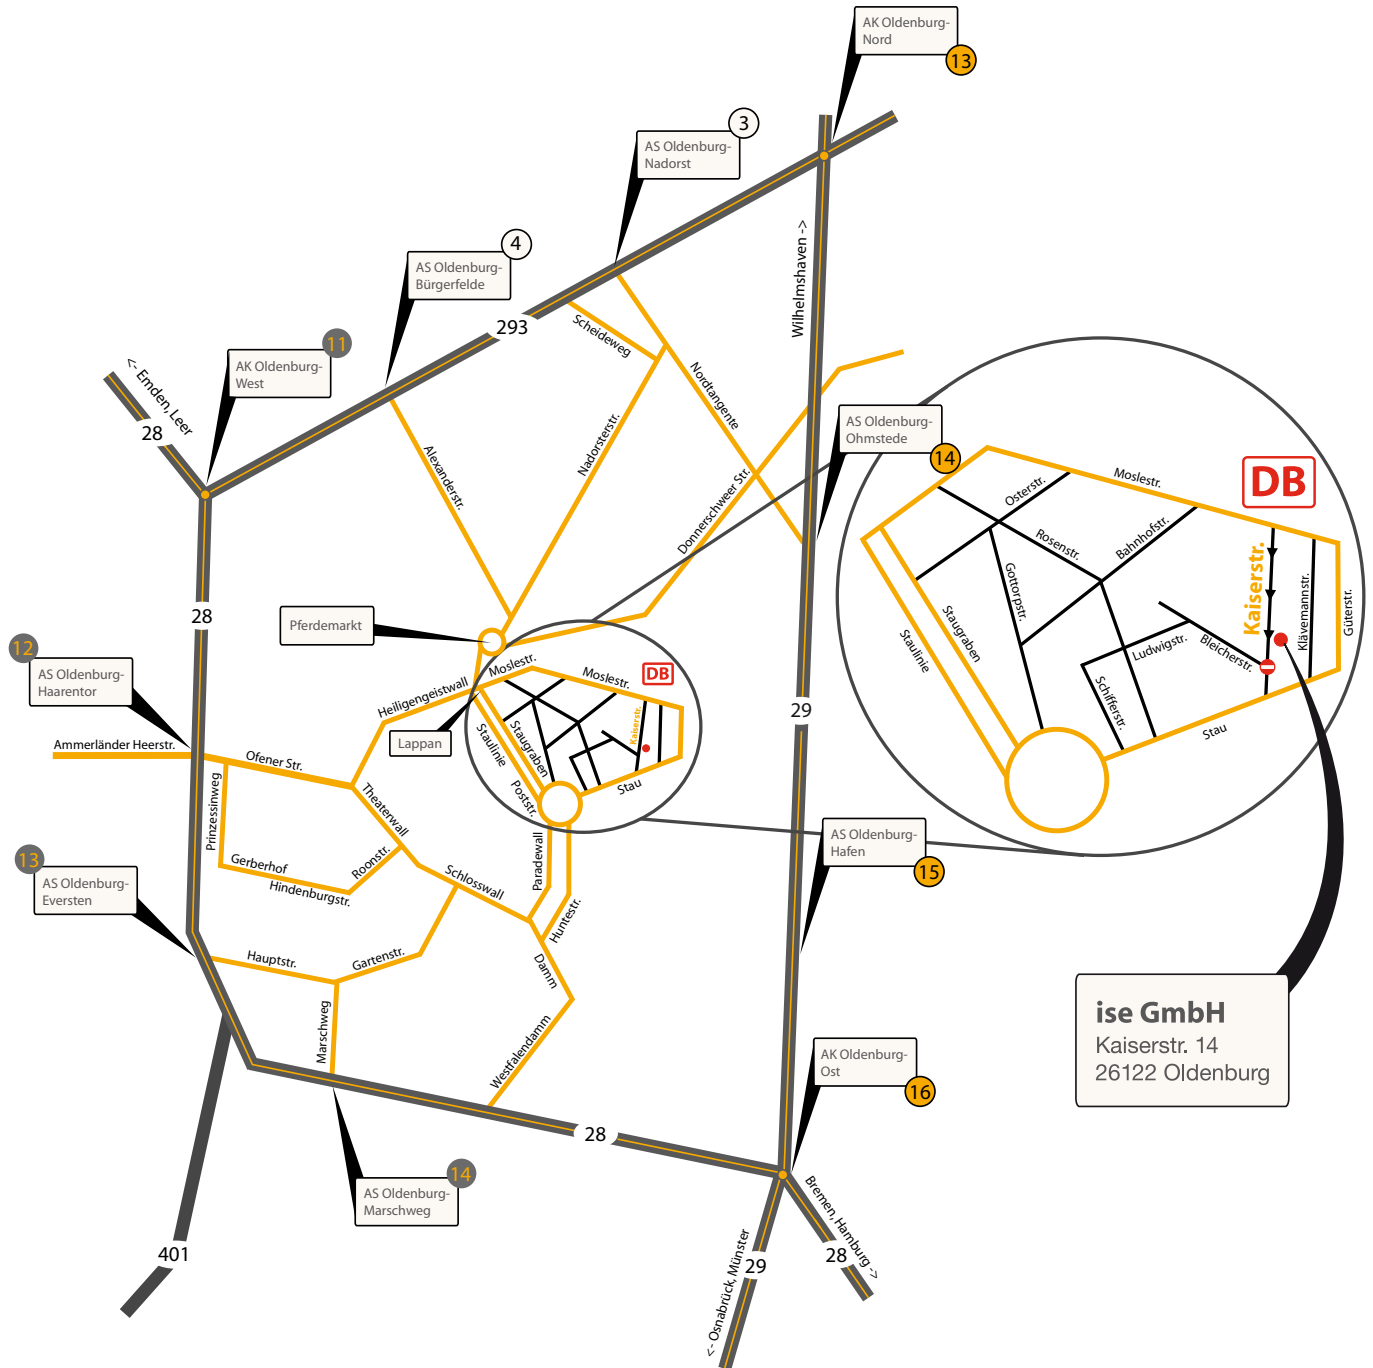 AK Oldenburg-
Nord
13
AS Oldenburg-
Nadorst
3
AS Oldenburg-
Bürgerfelde
4
AK Oldenburg-
West
11
293
Scheideweg
Wilhelmshaven ->
<- Emden, Leer
28
Alexanderstr.
Nadorsterstr.
Nordtangente
Donnerschweer Str.
AS Oldenburg-
Ohmstede
14
Moslestr.
DB
Osterstr.
Rosenstr.
Bahnhofstr.
Gottorpstr.
Kaiserstr.
Klävemannstr.
Güterstr.
Staugraben
Staulinie
Ludwigstr.
Bleicherstr.
Schifferstr.
Stau
28
Pferdemarkt
12
AS Oldenburg-
Haarentor
Heiligengeistwall
Moslestr.
Moslestr.
DB
Kaiserstr.
Lappan
Staulinie
Staugraben
Poststr.
Stau
29
Ammerländer Heerstr.
Ofener Str.
Prinzessinweg
Theaterwall
Gerberhof
Hindenburgstr.
Roonstr.
Schlosswall
Paradewall
Huntestr.
13
AS Oldenburg-
Eversten
AS Oldenburg-
Hafen
15
Hauptstr.
Gartenstr.
Damm
Marschweg
Westfalendamm
ise GmbH
Kaiserstr. 14
26122 Oldenburg
AK Oldenburg-
Ost
16
28
AS Oldenburg-
Marschweg
14
401
<- Osnabrück, Münster
29
Bremen, Hamburg ->
28